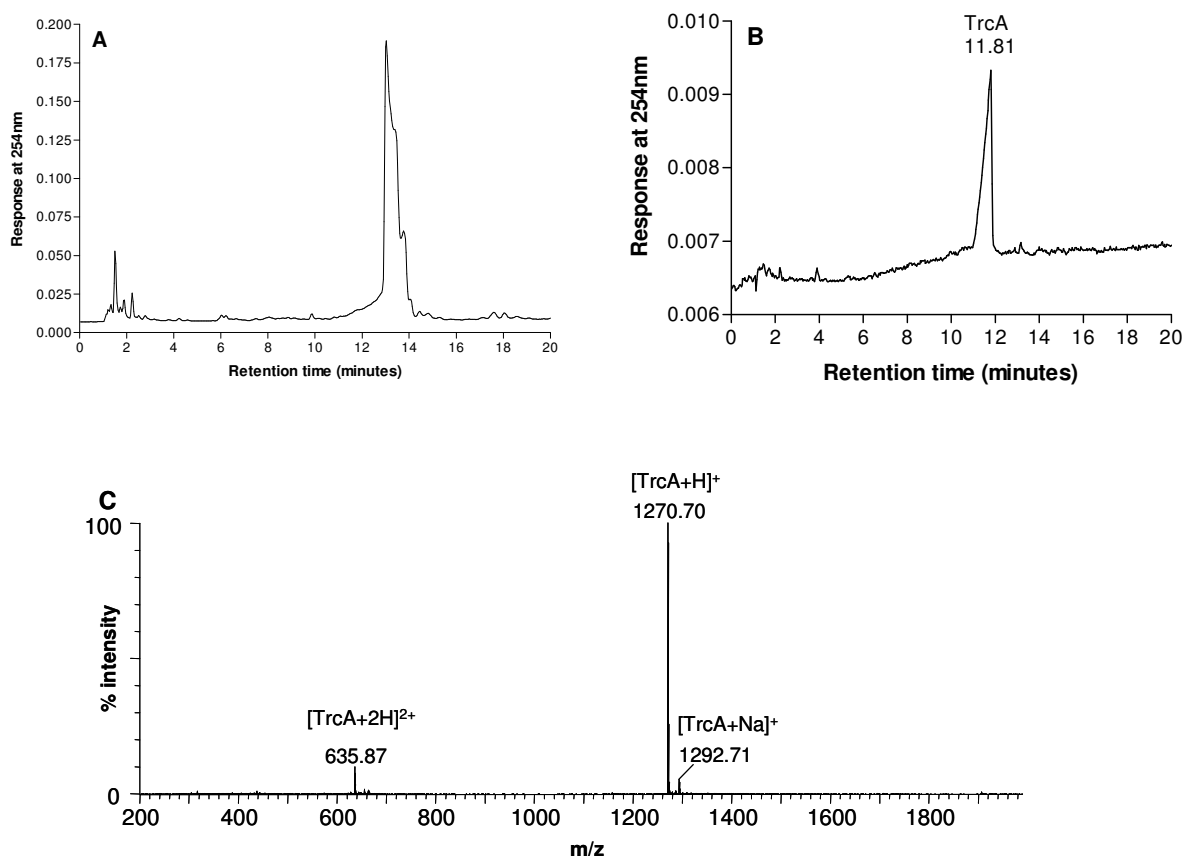 A
0.200
0.175
0.150
0.125
0.100
0.075
0.050
0.025
0.000
Response at 254nm
0 2 4 6 8 10 12 14 16 18 20
Retention time (minutes)
B
TrcA
11.81
0.010
0.009
0.008
0.007
0.006
Response at 254nm
0 2 4 6 8 10 12 14 16 18 20
Retention time (minutes)
C
100
0
% intensity
[TrcA+2H]²⁺
635.87
[TrcA+H]⁺
1270.70
[TrcA+Na]⁺
1292.71
200 400 600 800 1000 1200 1400 1600 1800
m/z